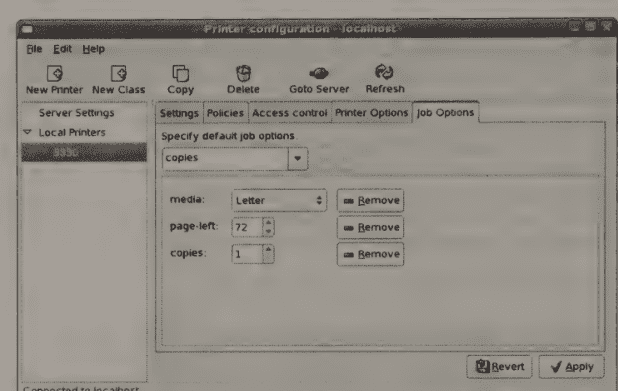 Printer configuration - localhost
File Edit Help
New Printer New Class Copy Delete Goto Server Refresh
Server Settings
Local Printers
Settings Policies Access control Printer Options Job Options
Specify default job options
copies
media: Letter Remove
page-left: 72 Remove
copies: 1 Remove
Revert Apply
Connected to localhost